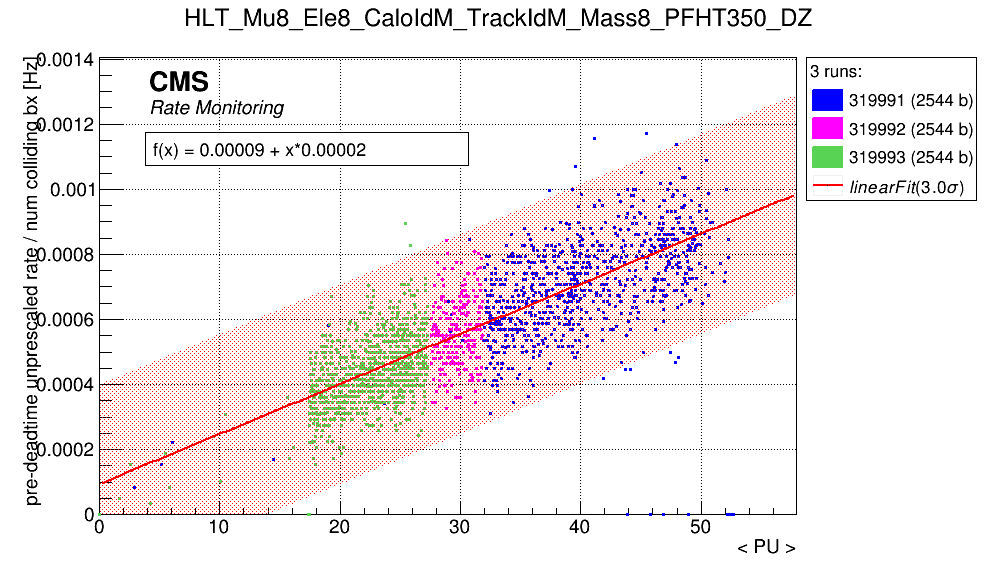 HLT_Mu8_Ele8_CaloIdM_TrackIdM_Mass8_PFHT350_DZ
pre-deadtime unprescaled rate / num colliding bx [Hz]
0.0014
0.0012
0.001
0.0008
0.0006
0.0004
0.0002
0
CMS
Rate Monitoring
f(x) = 0.00009 + x*0.00002
3 runs:
319991 (2544 b)
319992 (2544 b)
319993 (2544 b)
linearFit(3.0σ)
0 10 20 30 40 50
< PU >